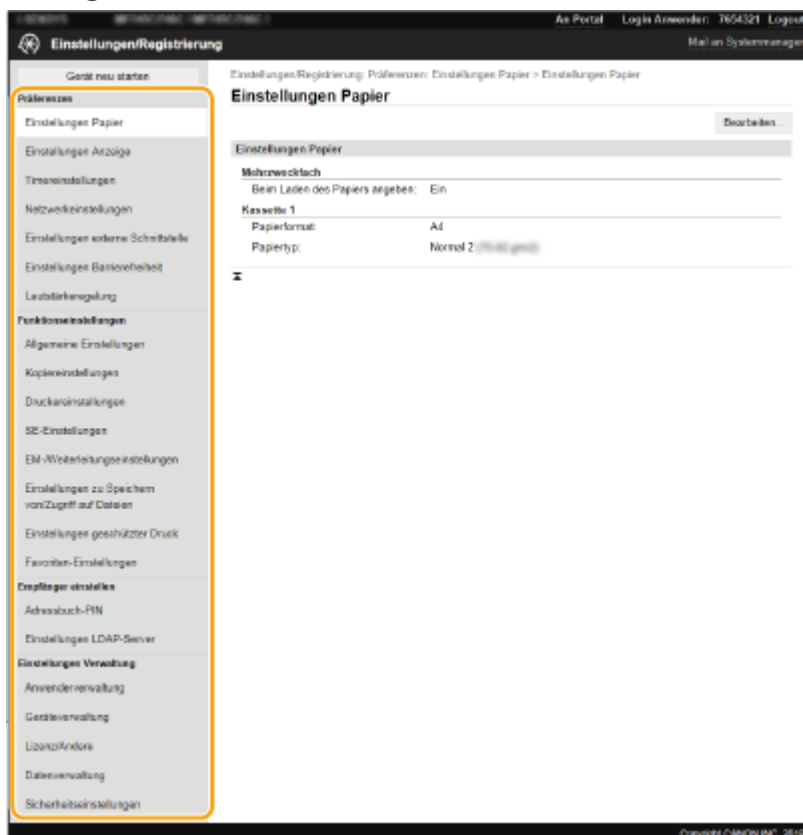 An Portal Login Anwender: 7654321 Logout
Einstellungen/Registrierung
Mail an Systemmanager
Gerät neu starten
Präferenzen
Einstellungen Papier
Einstellungen Anzeige
Timereinstellungen
Netzwerkeinstellungen
Einstellungen externe Schnittstelle
Einstellungen Barrierefreiheit
Lautstärkeregelung
Funktionseinstellungen
Allgemeine Einstellungen
Kopiereinstellungen
Druckereinstellungen
SE-Einstellungen
EM-/Weiterleitungseinstellungen
Einstellungen zu Speichern
von/Zugriff auf Dateien
Einstellungen geschützter Druck
Favoriten-Einstellungen
Empfänger einstellen
Adressbuch-PIN
Einstellungen LDAP-Server
Einstellungen Verwaltung
Anwenderverwaltung
Geräteverwaltung
Lizenz/Andere
Datenverwaltung
Sicherheitseinstellungen
Einstellungen/Registrierung: Präferenzen: Einstellungen Papier > Einstellungen Papier
Einstellungen Papier
Bearbeiten...
Einstellungen Papier
Mehrzweckfach
Beim Laden des Papiers angeben: Ein
Kassette 1
Papierformat: A4
Papiertyp: Normal 2
Copyright CANON INC.